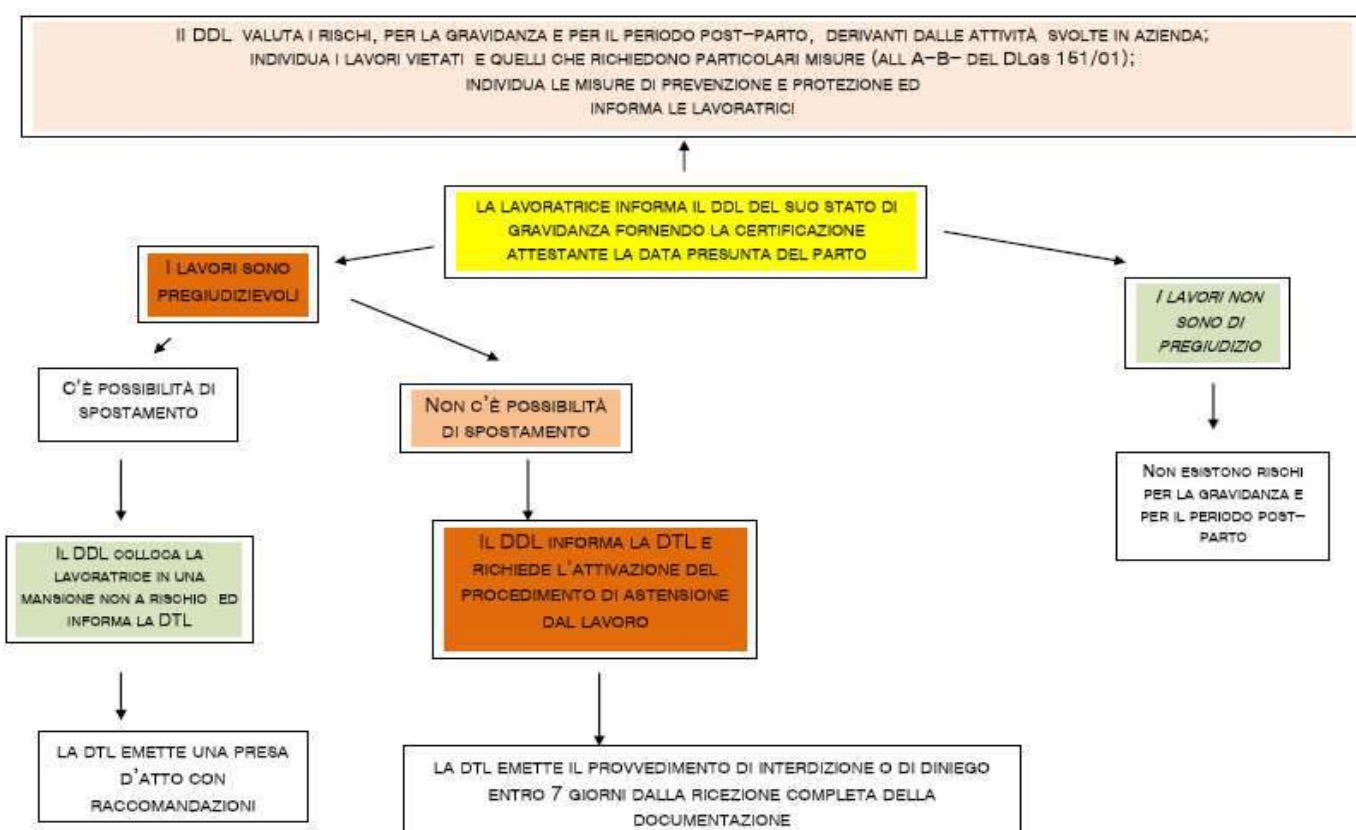 Il DDL VALUTA I RISCHI, PER LA GRAVIDANZA E PER IL PERIODO POST-PARTO, DERIVANTI DALLE ATTIVITÀ SVOLTE IN AZIENDA;
INDIVIDUA I LAVORI VIETATI E QUELLI CHE RICHIEDONO PARTICOLARI MISURE (ALL A-B- DEL DLGS 151/01);
INDIVIDUA LE MISURE DI PREVENZIONE E PROTEZIONE ED
INFORMA LE LAVORATRICI
LA LAVORATRICE INFORMA IL DDL DEL SUO STATO DI
GRAVIDANZA FORNENDO LA CERTIFICAZIONE
ATTESTANTE LA DATA PRESUNTA DEL PARTO
I LAVORI SONO
PREGIUDIZIEVOLI
I LAVORI NON
SONO DI
PREGIUDIZIO
C'È POSSIBILITÀ DI
SPOSTAMENTO
NON C'È POSSIBILITÀ
DI SPOSTAMENTO
NON ESISTONO RISCHI
PER LA GRAVIDANZA E
PER IL PERIODO POST-
PARTO
IL DDL COLLOCA LA
LAVORATRICE IN UNA
MANSIONE NON A RISCHIO ED
INFORMA LA DTL
IL DDL INFORMA LA DTL E
RICHIEDE L'ATTIVAZIONE DEL
PROCEDIMENTO DI ASTENSIONE
DAL LAVORO
LA DTL EMETTE UNA PRESA
D'ATTO CON
RACCOMANDAZIONI
LA DTL EMETTE IL PROVVEDIMENTO DI INTERDIZIONE O DI DINIEGO
ENTRO 7 GIORNI DALLA RICEZIONE COMPLETA DELLA
DOCUMENTAZIONE